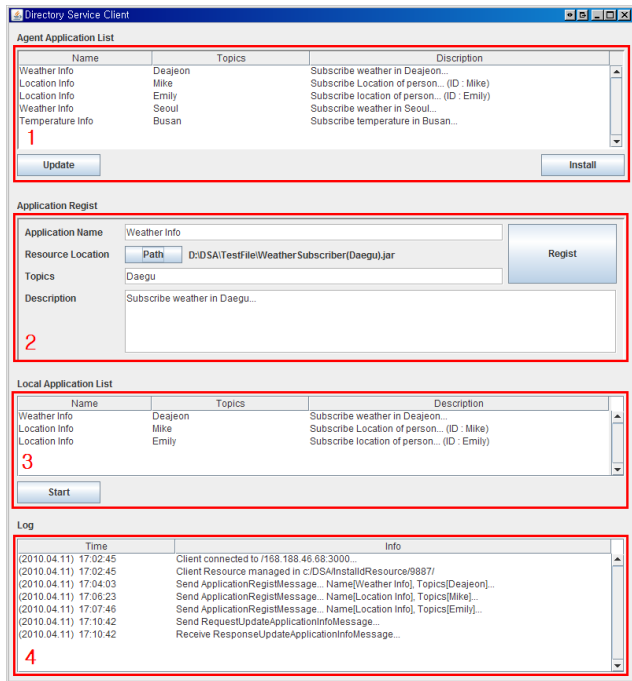 Directory Service Client
Agent Application List
Name Topics Discription
Weather Info Deajeon Subscribe weather in Deajeon...
Location Info Mike Subscribe Location of person... (ID : Mike)
Location Info Emily Subscribe location of person... (ID : Emily)
Weather Info Seoul Subscribe weather in Seoul...
Temperature Info Busan Subscribe temperature in Busan...
1
Update Install
Application Regist
Application Name Weather Info
Resource Location Path D:\DSA\TestFile\WeatherSubscriber(Daegu).jar Regist
Topics Daegu
Description Subscribe weather in Daegu...
2
Local Application List
Name Topics Description
Weather Info Deajeon Subscribe weather in Deajeon...
Location Info Mike Subscribe Location of person... (ID : Mike)
Location Info Emily Subscribe location of person... (ID : Emily)
3
Start
Log
Time Info
(2010.04.11) 17:02:45 Client connected to /168.188.46.68:3000...
(2010.04.11) 17:02:45 Client Resource managed in c:/DSA/InstalldResource/9887/
(2010.04.11) 17:04:03 Send ApplicationRegistMessage... Name[Weather Info], Topics[Deajeon]...
(2010.04.11) 17:06:23 Send ApplicationRegistMessage... Name[Location Info], Topics[Mike]...
(2010.04.11) 17:07:46 Send ApplicationRegistMessage... Name[Location Info], Topics[Emily]...
(2010.04.11) 17:10:42 Send RequestUpdateApplicationInfoMessage...
(2010.04.11) 17:10:42 Receive ResponseUpdateApplicationInfoMessage...
4